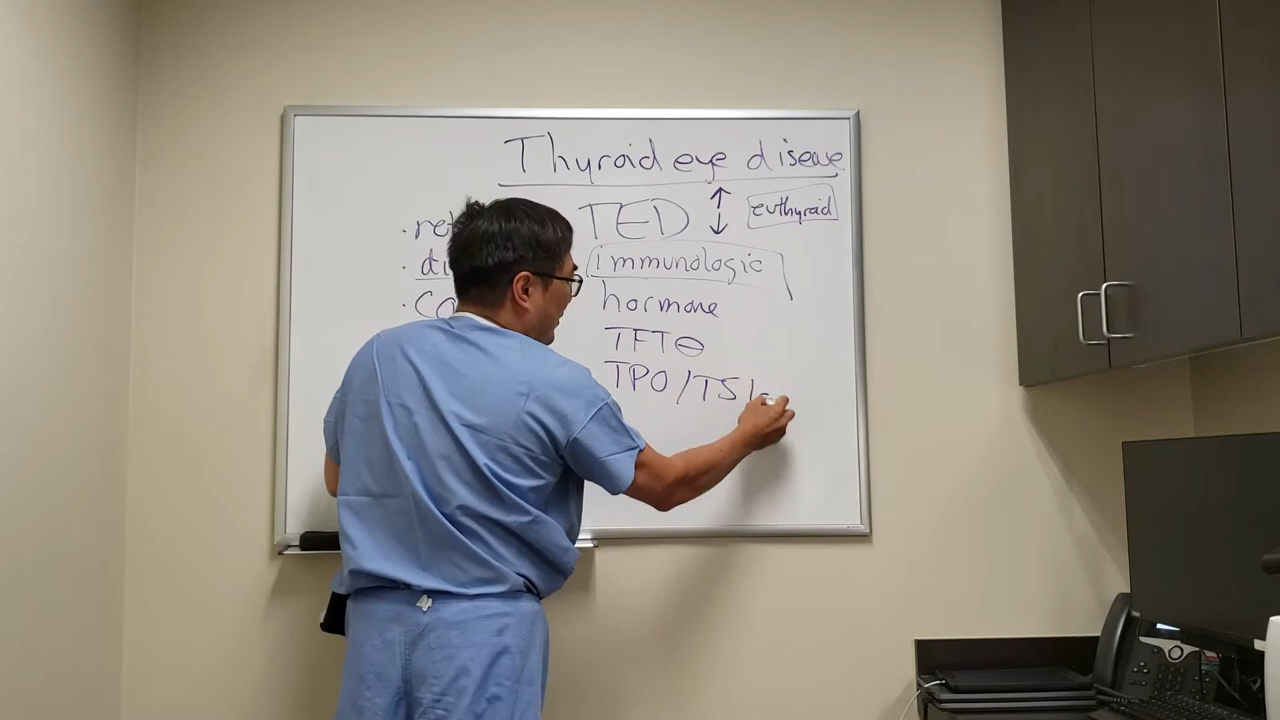 Thyroid eye disease
TED ↕ euthyroid
immunologic
hormone
TFT⊖
TPO/TSI